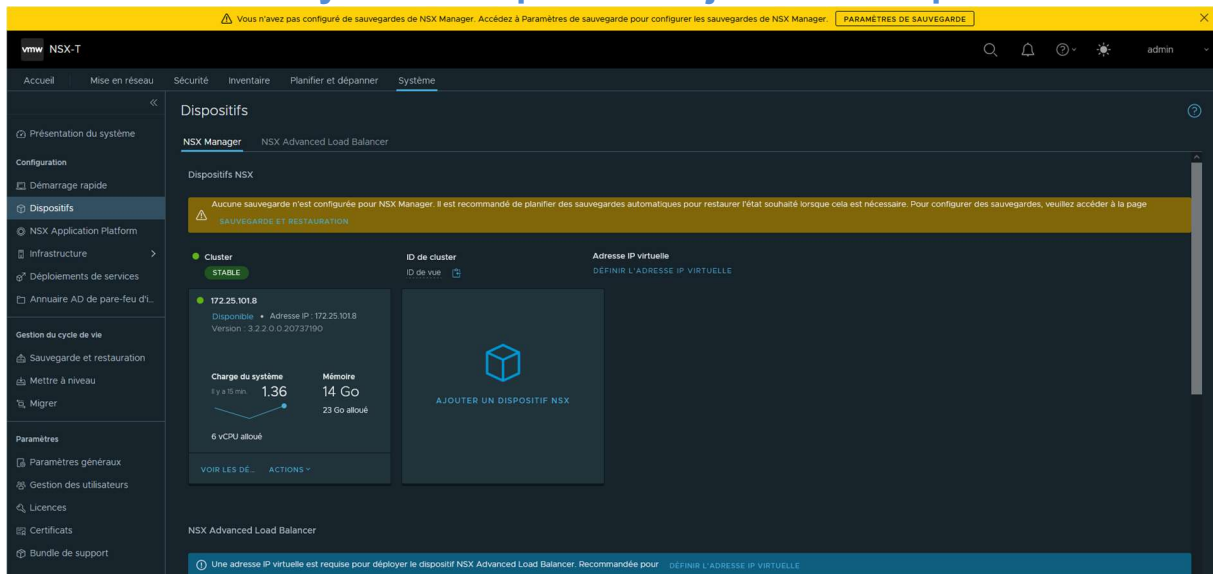 Vous n'avez pas configuré de sauvegardes de NSX Manager. Accédez à Paramètres de sauvegarde pour configurer les sauvegardes de NSX Manager. PARAMÈTRES DE SAUVEGARDE
vmw NSX-T
admin
Accueil Mise en réseau Sécurité Inventaire Planifier et dépanner Système
Présentation du système
Configuration
Démarrage rapide
Dispositifs
NSX Application Platform
Infrastructure
Déploiements de services
Annuaire AD de pare-feu d'i...
Gestion du cycle de vie
Sauvegarde et restauration
Mettre à niveau
Migrer
Paramètres
Paramètres généraux
Gestion des utilisateurs
Licences
Certificats
Bundle de support
Dispositifs
NSX Manager NSX Advanced Load Balancer
Dispositifs NSX
Aucune sauvegarde n'est configurée pour NSX Manager. Il est recommandé de planifier des sauvegardes automatiques pour restaurer l'état souhaité lorsque cela est nécessaire. Pour configurer des sauvegardes, veuillez accéder à la page
SAUVEGARDE ET RESTAURATION
Cluster
STABLE
ID de cluster
ID de vue
Adresse IP virtuelle
DÉFINIR L'ADRESSE IP VIRTUELLE
172.25.101.8
Disponible • Adresse IP : 172.25.101.8
Version : 3.2.2.0.0.20737190
Charge du système Mémoire
Il y a 15 min. 1.36 14 Go
23 Go alloué
6 vCPU alloué
VOIR LES DÉ... ACTIONS
AJOUTER UN DISPOSITIF NSX
NSX Advanced Load Balancer
Une adresse IP virtuelle est requise pour déployer le dispositif NSX Advanced Load Balancer. Recommandée pour DÉFINIR L'ADRESSE IP VIRTUELLE